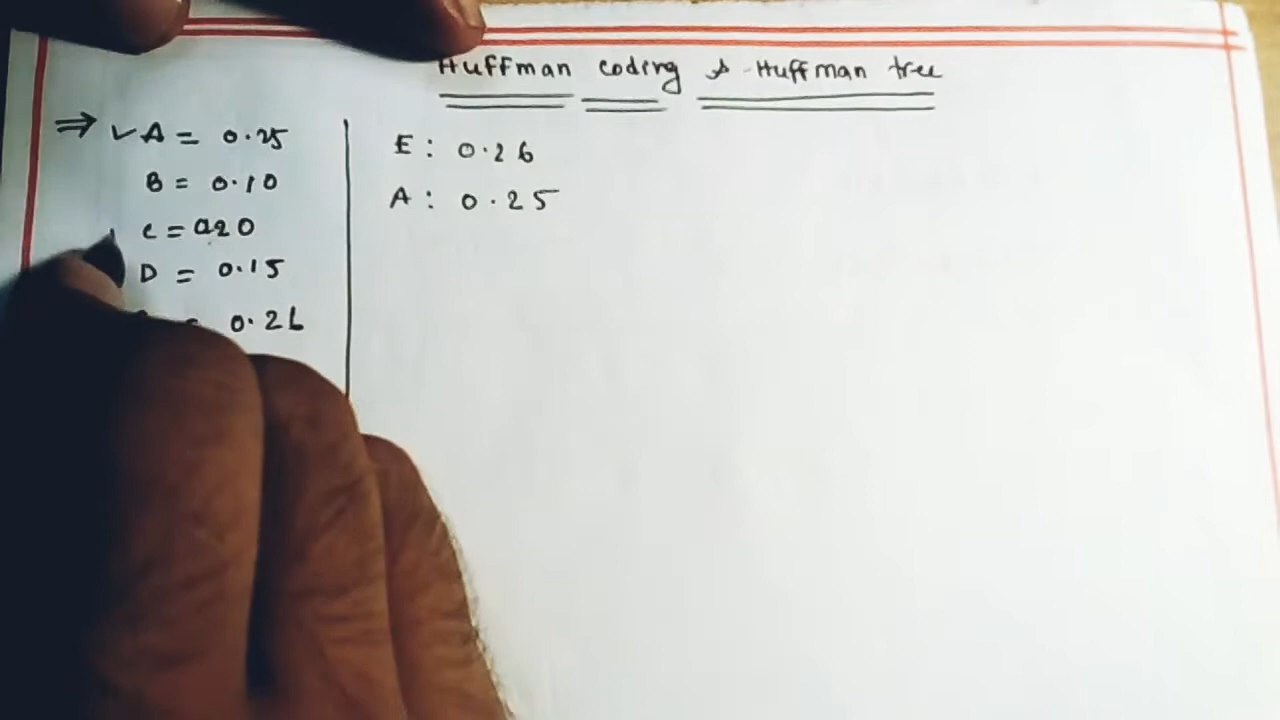 Huffman coding & Huffman tree
⇒ ✓ A = 0.25
B = 0.10
C = 0.20
D = 0.15
= 0.26
E : 0.26
A : 0.25